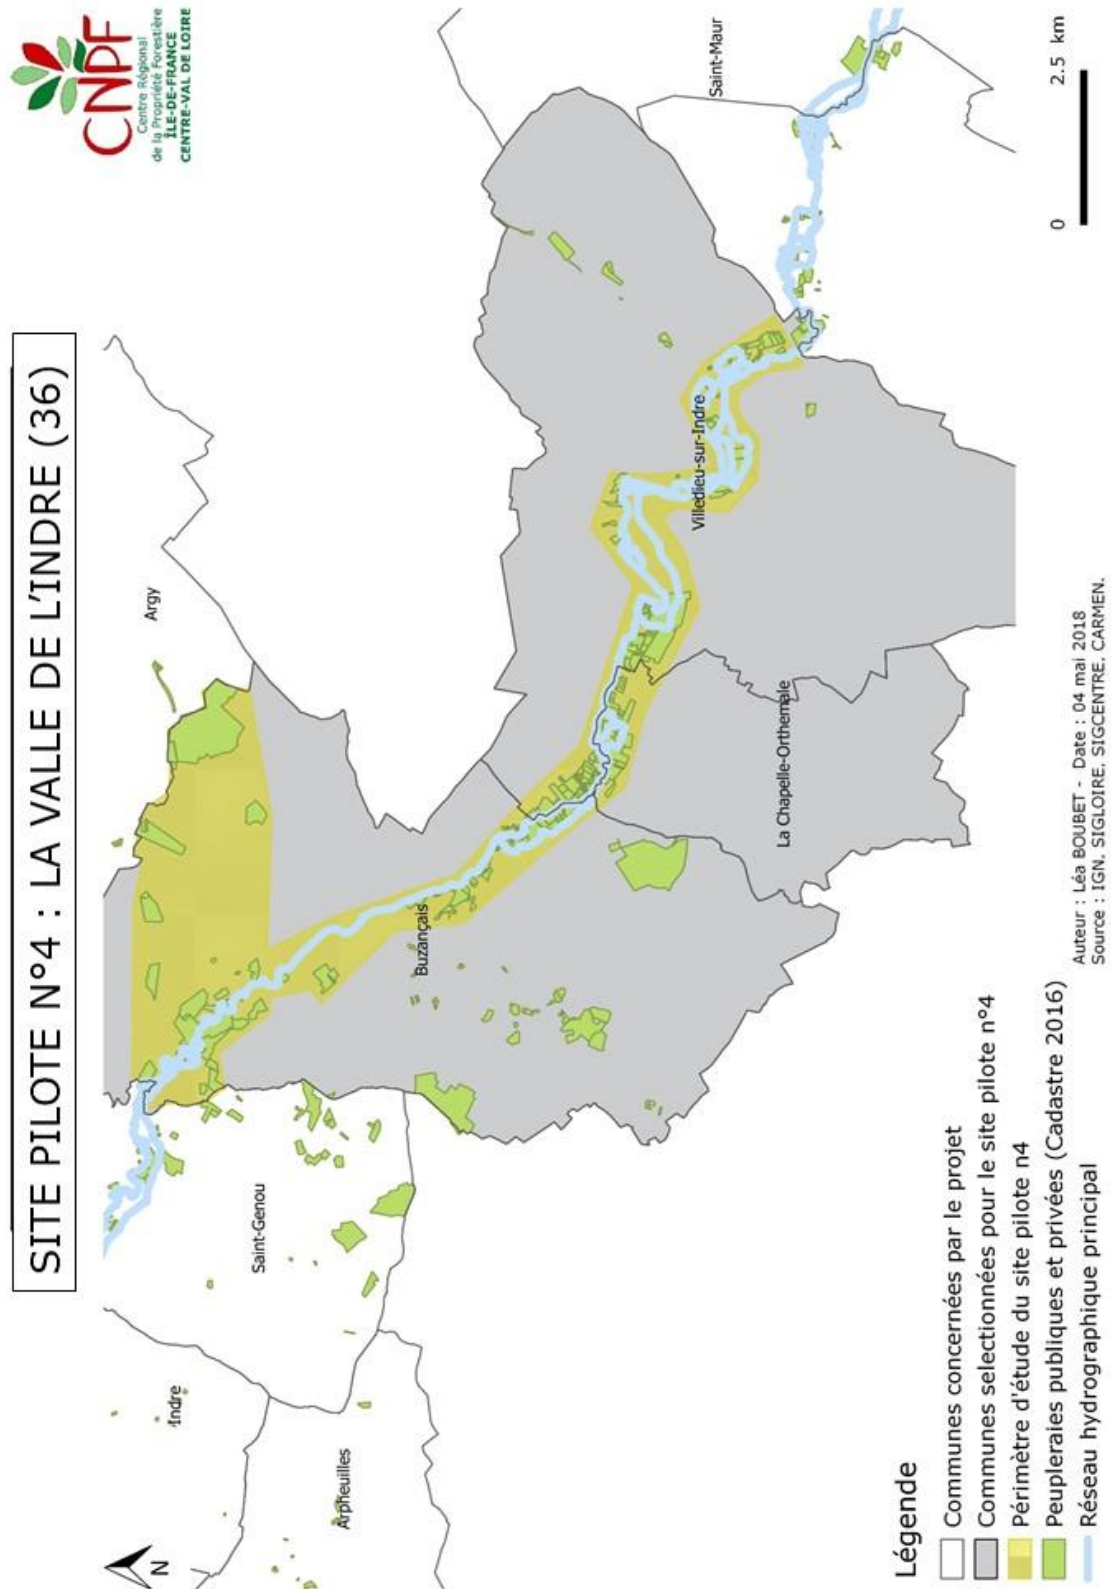 SITE PILOTE N°4 : LA VALLE DE L'INDRE (36)
CNPF
Centre Régional
de la Propriété Forestière
ÎLE-DE-FRANCE
CENTRE-VAL DE LOIRE
N
Indre
Argy
Saint-Genou
Arpheuilles
Buzançais
Villedieu-sur-Indre
Saint-Maur
La Chapelle-Orthemale
Légende
Communes concernées par le projet
Communes selectionnées pour le site pilote n°4
Périmètre d'étude du site pilote n4
Peupleraies publiques et privées (Cadastre 2016)
Réseau hydrographique principal
Auteur : Léa BOUBET - Date : 04 mai 2018
Source : IGN, SIGLOIRE, SIGCENTRE, CARMEN.
0 2.5 km